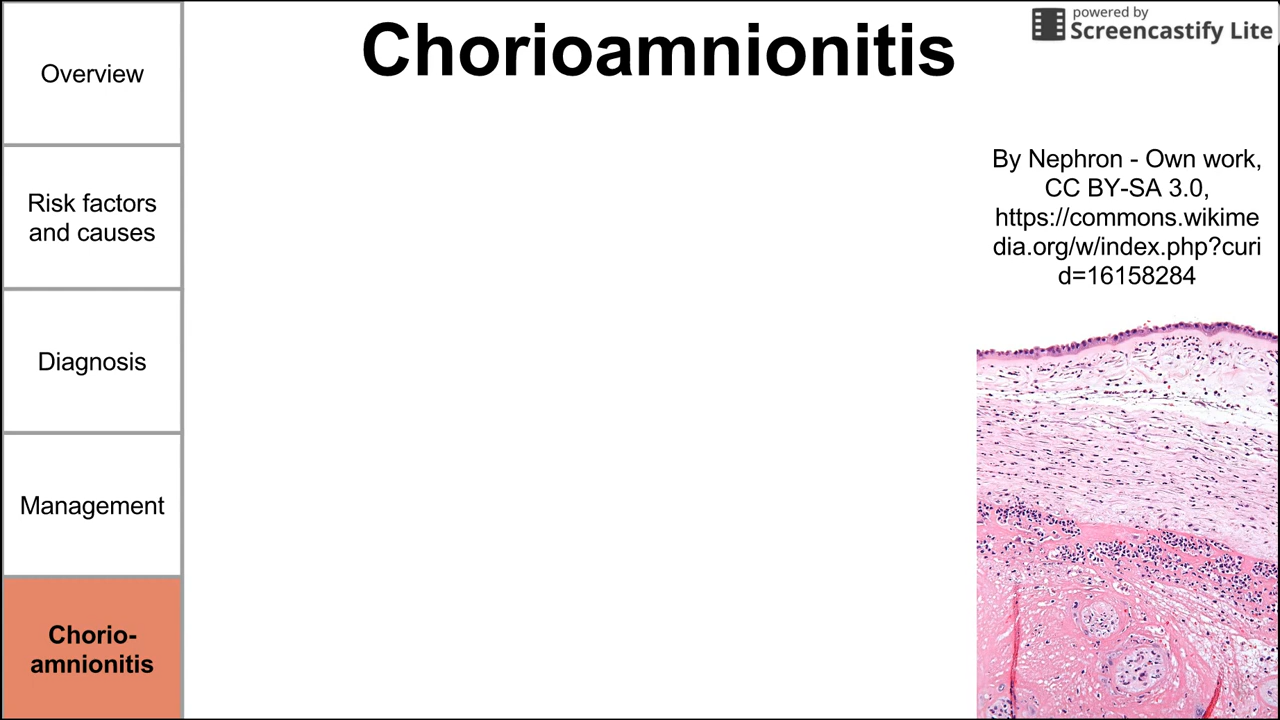 Chorioamnionitis
powered by
Screencastify Lite
Overview
Risk factors
and causes
Diagnosis
Management
Chorio-
amnionitis
By Nephron - Own work,
CC BY-SA 3.0,
https://commons.wikime
dia.org/w/index.php?curi
d=16158284